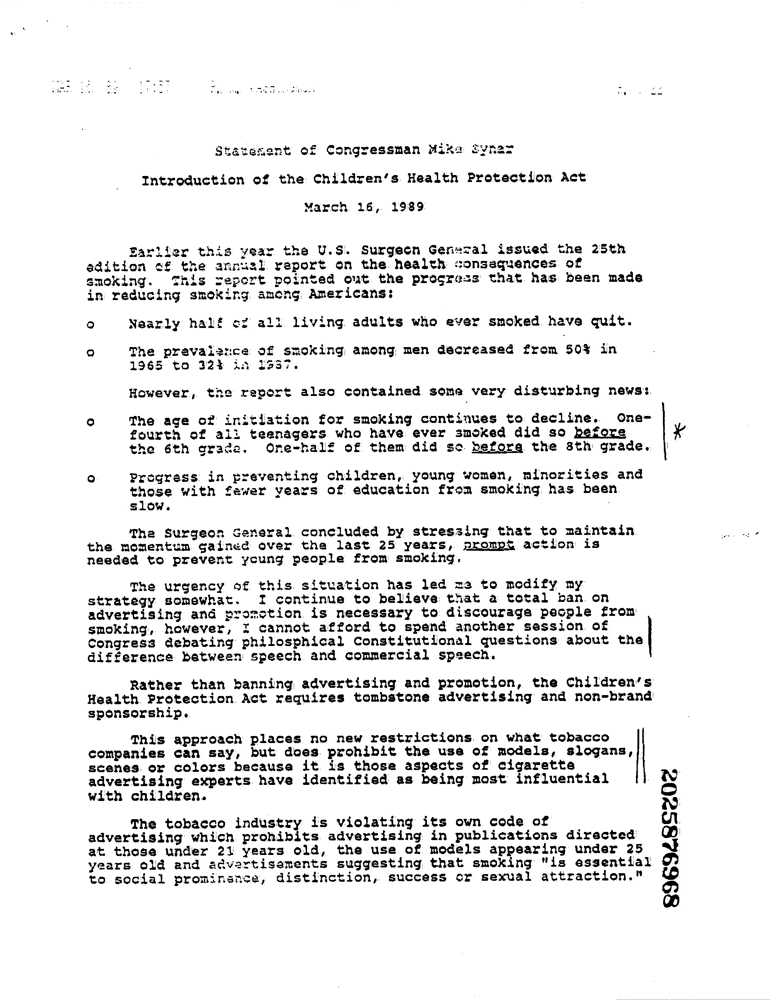 Statement of Congressman Mike Synar
Introduction of the Children's Health Protection Act
March 16, 1989
Earlier this year the U.S. Surgeon General issued the 25th
edition of the annual report on the health consequences of
smoking. This report pointed out the progress that has been made
in reducing smoking among Americans:
o Nearly half of all living adults who ever smoked have quit.
o The prevalence of smoking among men decreased from 50% in
1965 to 32% in 1987.
However, the report also contained some very disturbing news:
o The age of initiation for smoking continues to decline. One-
fourth of all teenagers who have ever smoked did so before
the 6th grade. One-half of them did so before the 8th grade.
*
o Progress in preventing children, young women, minorities and
those with fewer years of education from smoking has been
slow.
The Surgeon General concluded by stressing that to maintain
the momentum gained over the last 25 years, prompt action is
needed to prevent young people from smoking.
The urgency of this situation has led me to modify my
strategy somewhat. I continue to believe that a total ban on
advertising and promotion is necessary to discourage people from
smoking, however, I cannot afford to spend another session of
Congress debating philosphical Constitutional questions about the
difference between speech and commercial speech.
Rather than banning advertising and promotion, the Children's
Health Protection Act requires tombstone advertising and non-brand
sponsorship.
This approach places no new restrictions on what tobacco
companies can say, but does prohibit the use of models, slogans,
scenes or colors because it is those aspects of cigarette
advertising experts have identified as being most influential
with children.
The tobacco industry is violating its own code of
advertising which prohibits advertising in publications directed
at those under 21 years old, the use of models appearing under 25
years old and advertisements suggesting that smoking "is essential
to social prominence, distinction, success or sexual attraction."
2025876968